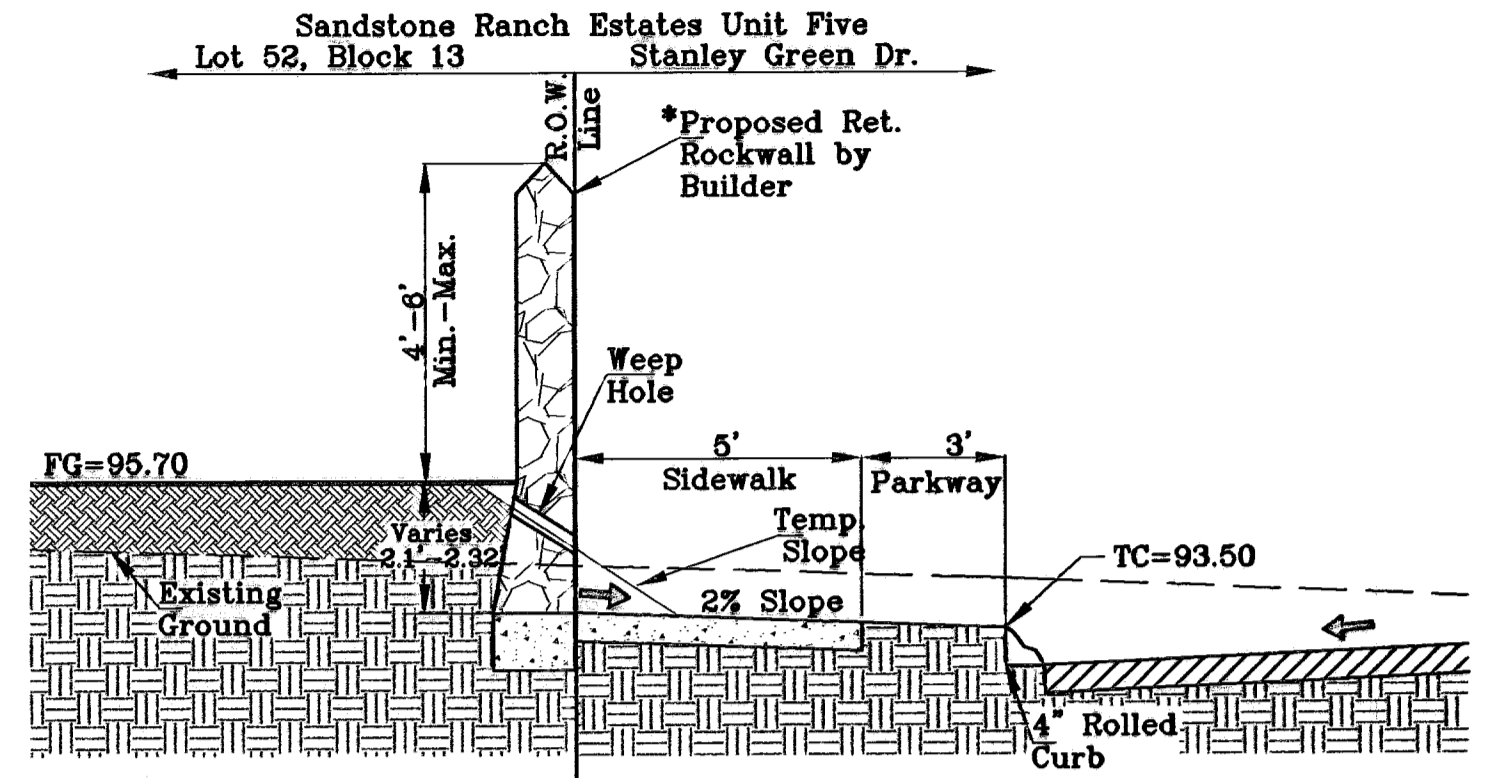 Sandstone Ranch Estates Unit Five
Lot 52, Block 13
Stanley Green Dr.
R.O.W.
Line
*Proposed Ret.
Rockwall by
Builder
4'-6'
Min.-Max.
Weep
Hole
5'
Sidewalk
3'
Parkway
FG=95.70
Varies
2.1'-2.32'
Temp.
Slope
TC=93.50
Existing
Ground
2% Slope
4" Rolled
Curb